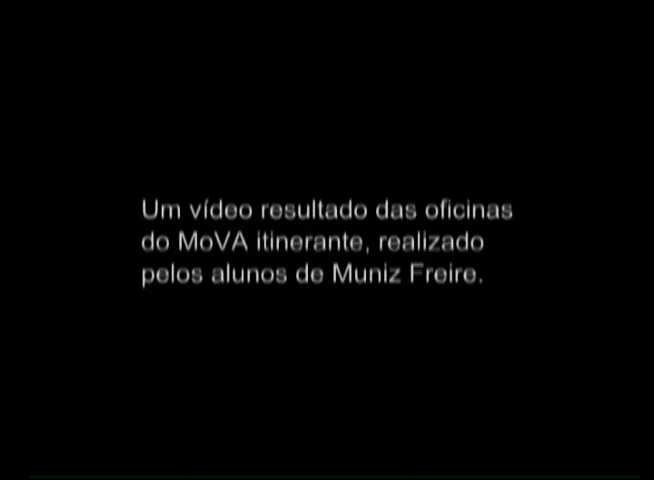 Um vídeo resultado das oficinas
do MoVA itinerante, realizado
pelos alunos de Muniz Freire.